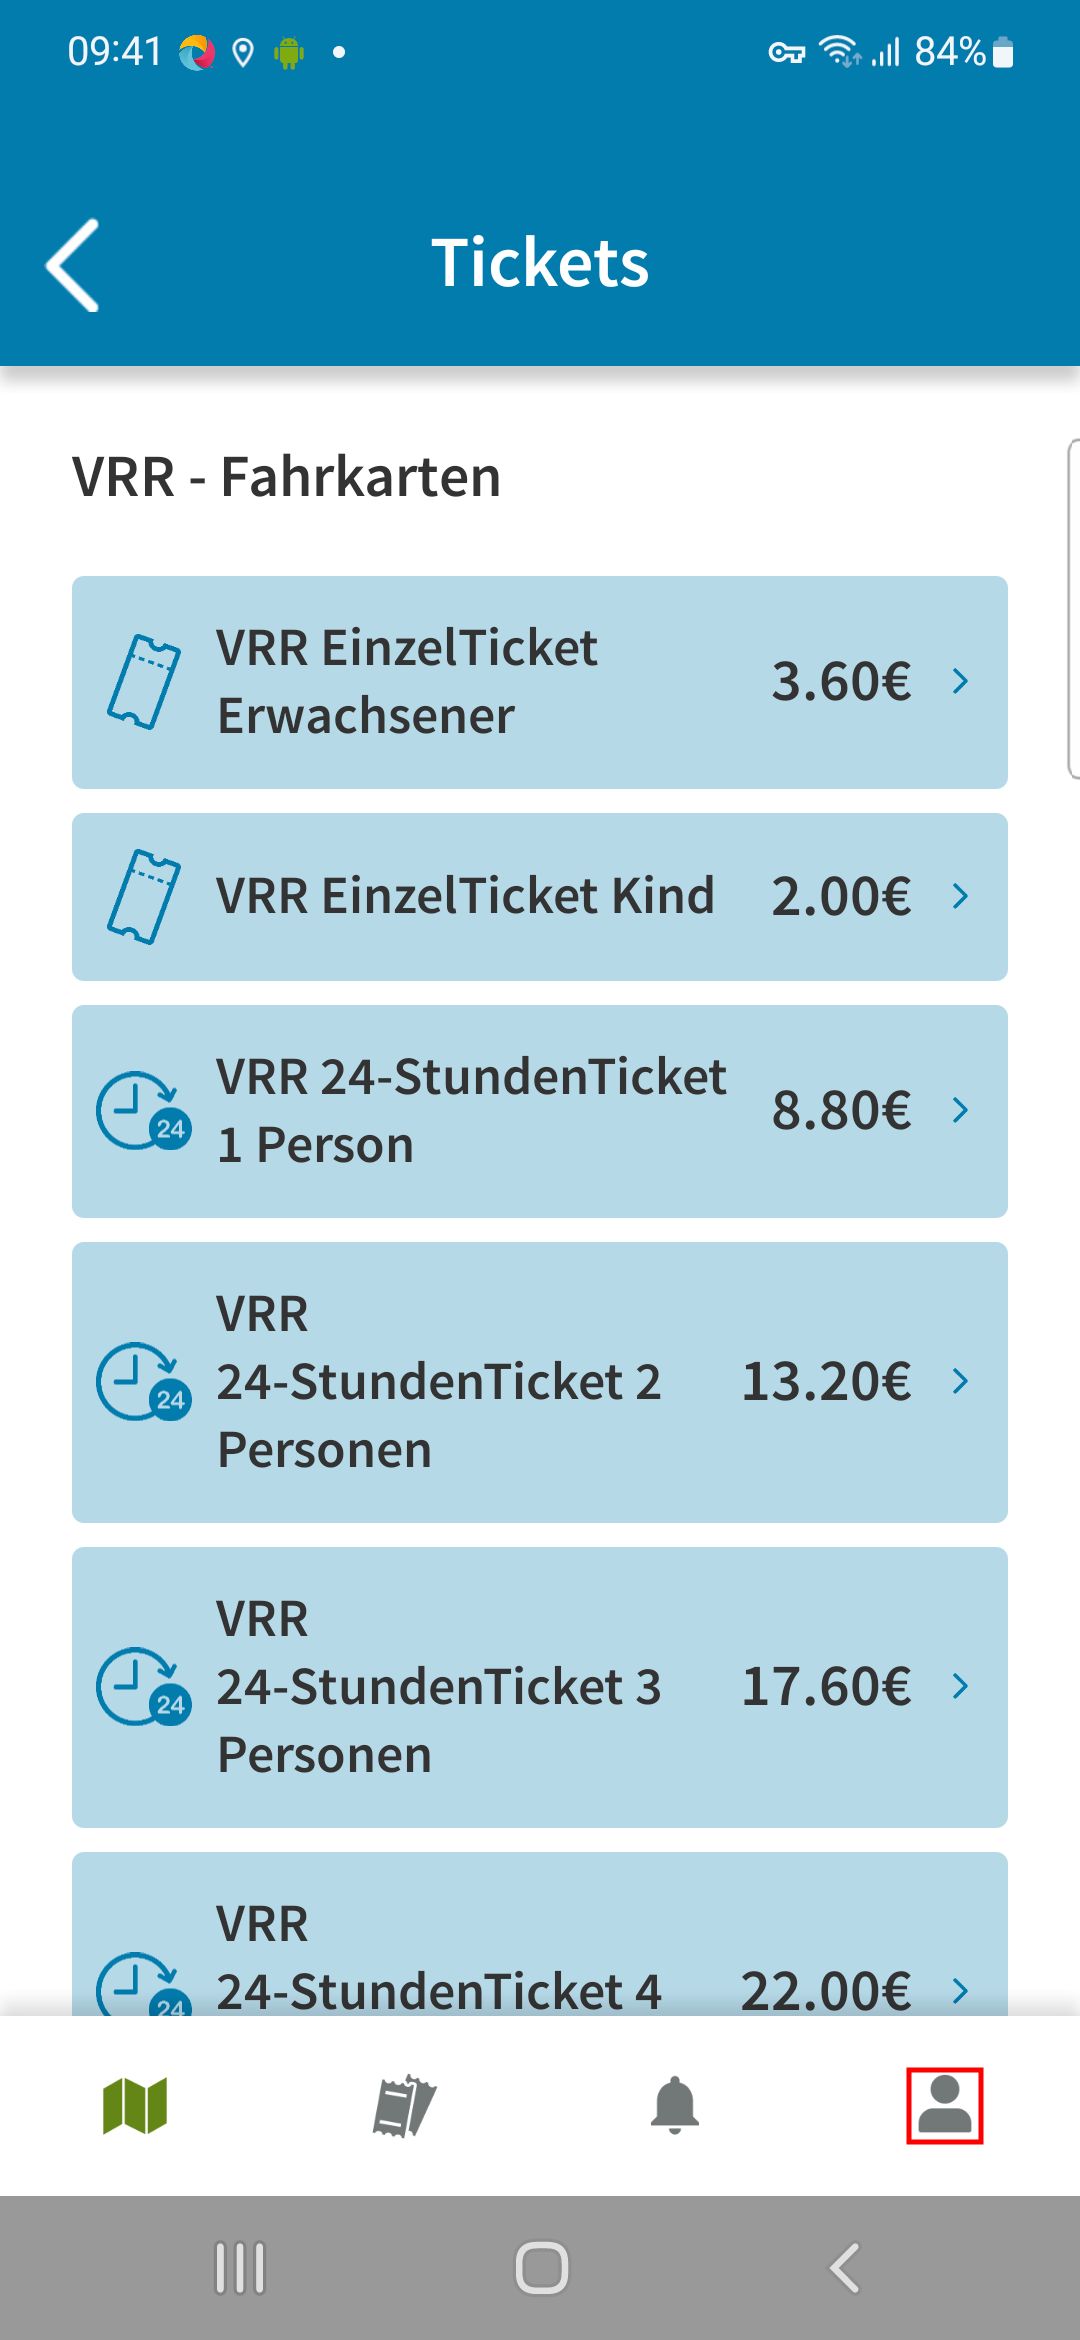 09:41
84%
Tickets
VRR - Fahrkarten
VRR EinzelTicket
Erwachsener
3.60€
VRR EinzelTicket Kind
2.00€
24
VRR 24-StundenTicket
1 Person
8.80€
24
VRR
24-StundenTicket 2
Personen
13.20€
24
VRR
24-StundenTicket 3
Personen
17.60€
24
VRR
24-StundenTicket 4
22.00€